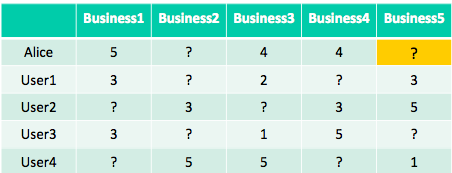 Business1 Business2 Business3 Business4 Business5
Alice 5 ? 4 4 ?
User1 3 ? 2 ? 3
User2 ? 3 ? 3 5
User3 3 ? 1 5 ?
User4 ? 5 5 ? 1